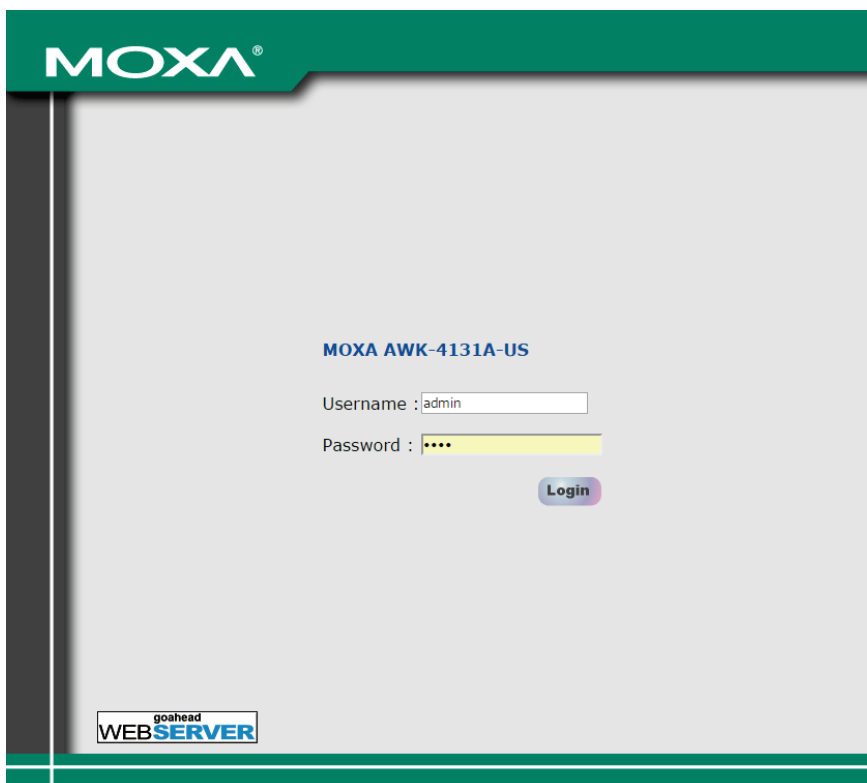 MOXA®
MOXA AWK-4131A-US
Username : admin
Password : ••••
Login
goahead
WEBSERVER